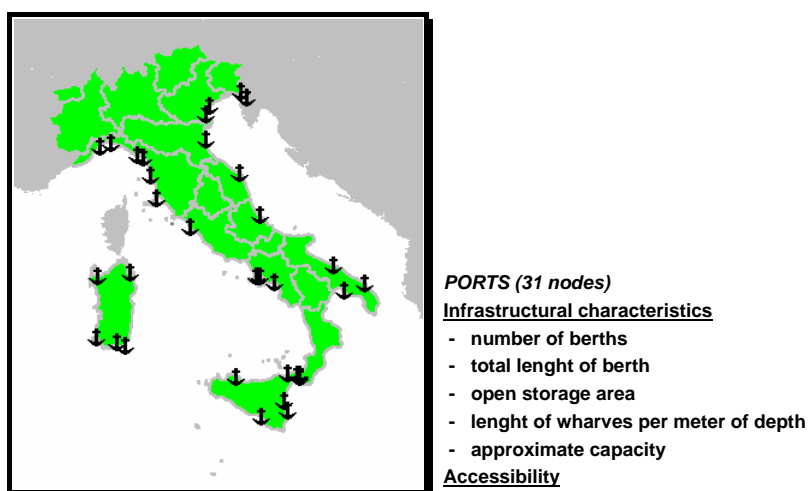 PORTS (31 nodes)
Infrastructural characteristics
- number of berths
- total lenght of berth
- open storage area
- lenght of wharves per meter of depth
- approximate capacity
Accessibility